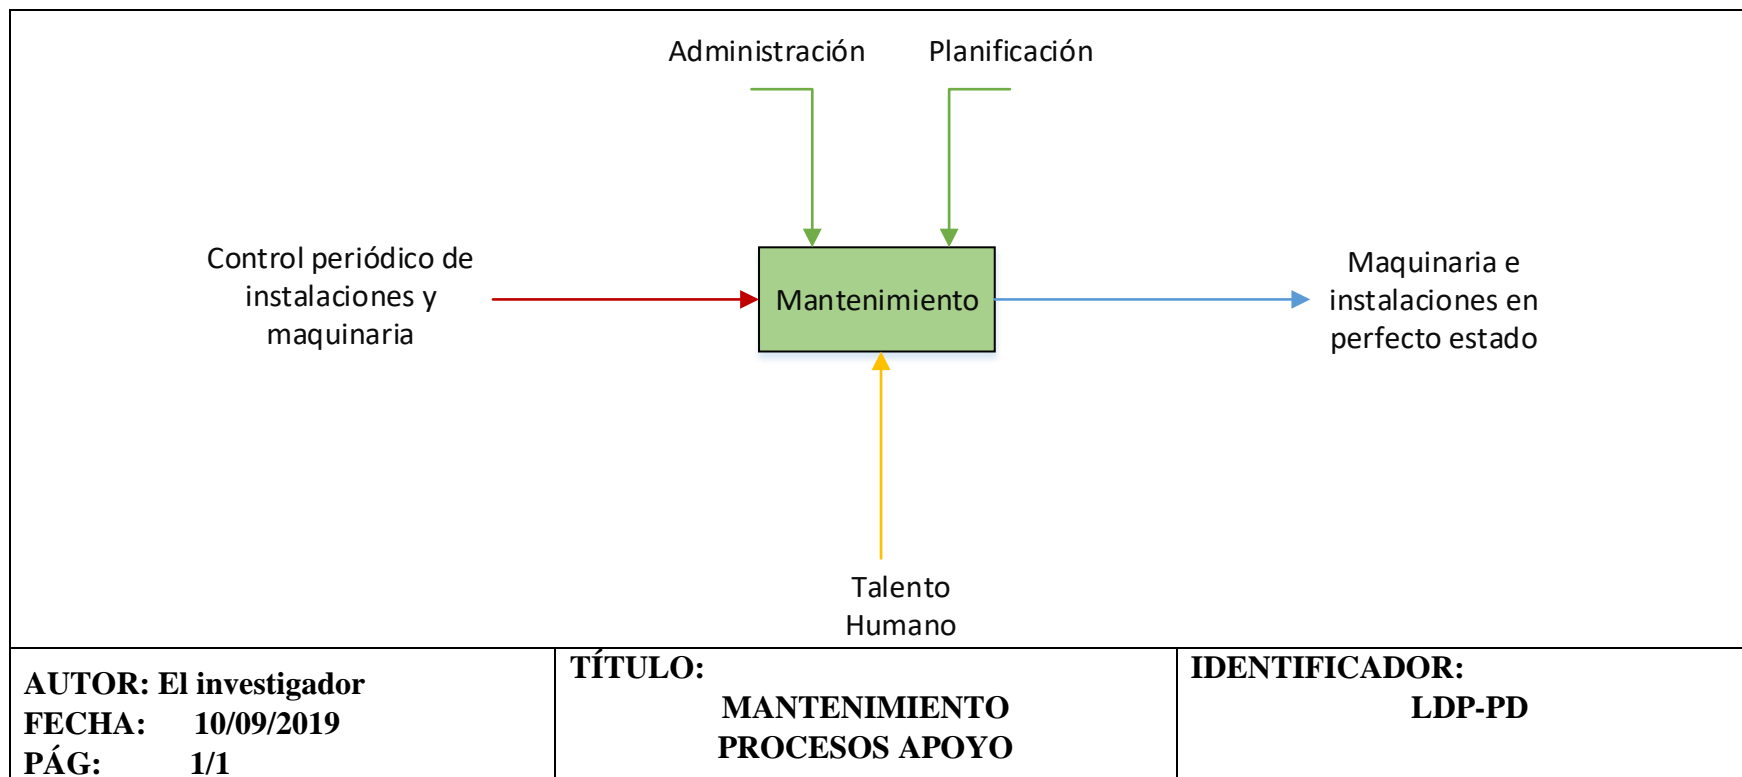 Administración
Planificación
Control periódico de
instalaciones y
maquinaria
Mantenimiento
Maquinaria e
instalaciones en
perfecto estado
Talento
Humano
AUTOR: El investigador
FECHA: 10/09/2019
PÁG: 1/1
TÍTULO:
MANTENIMIENTO
PROCESOS APOYO
IDENTIFICADOR:
LDP-PD